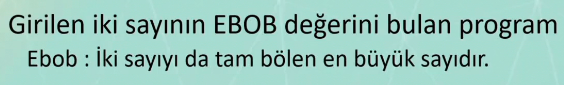 Girilen iki sayının EBOB değerini bulan program
Ebob : İki sayıyı da tam bölen en büyük sayıdır.